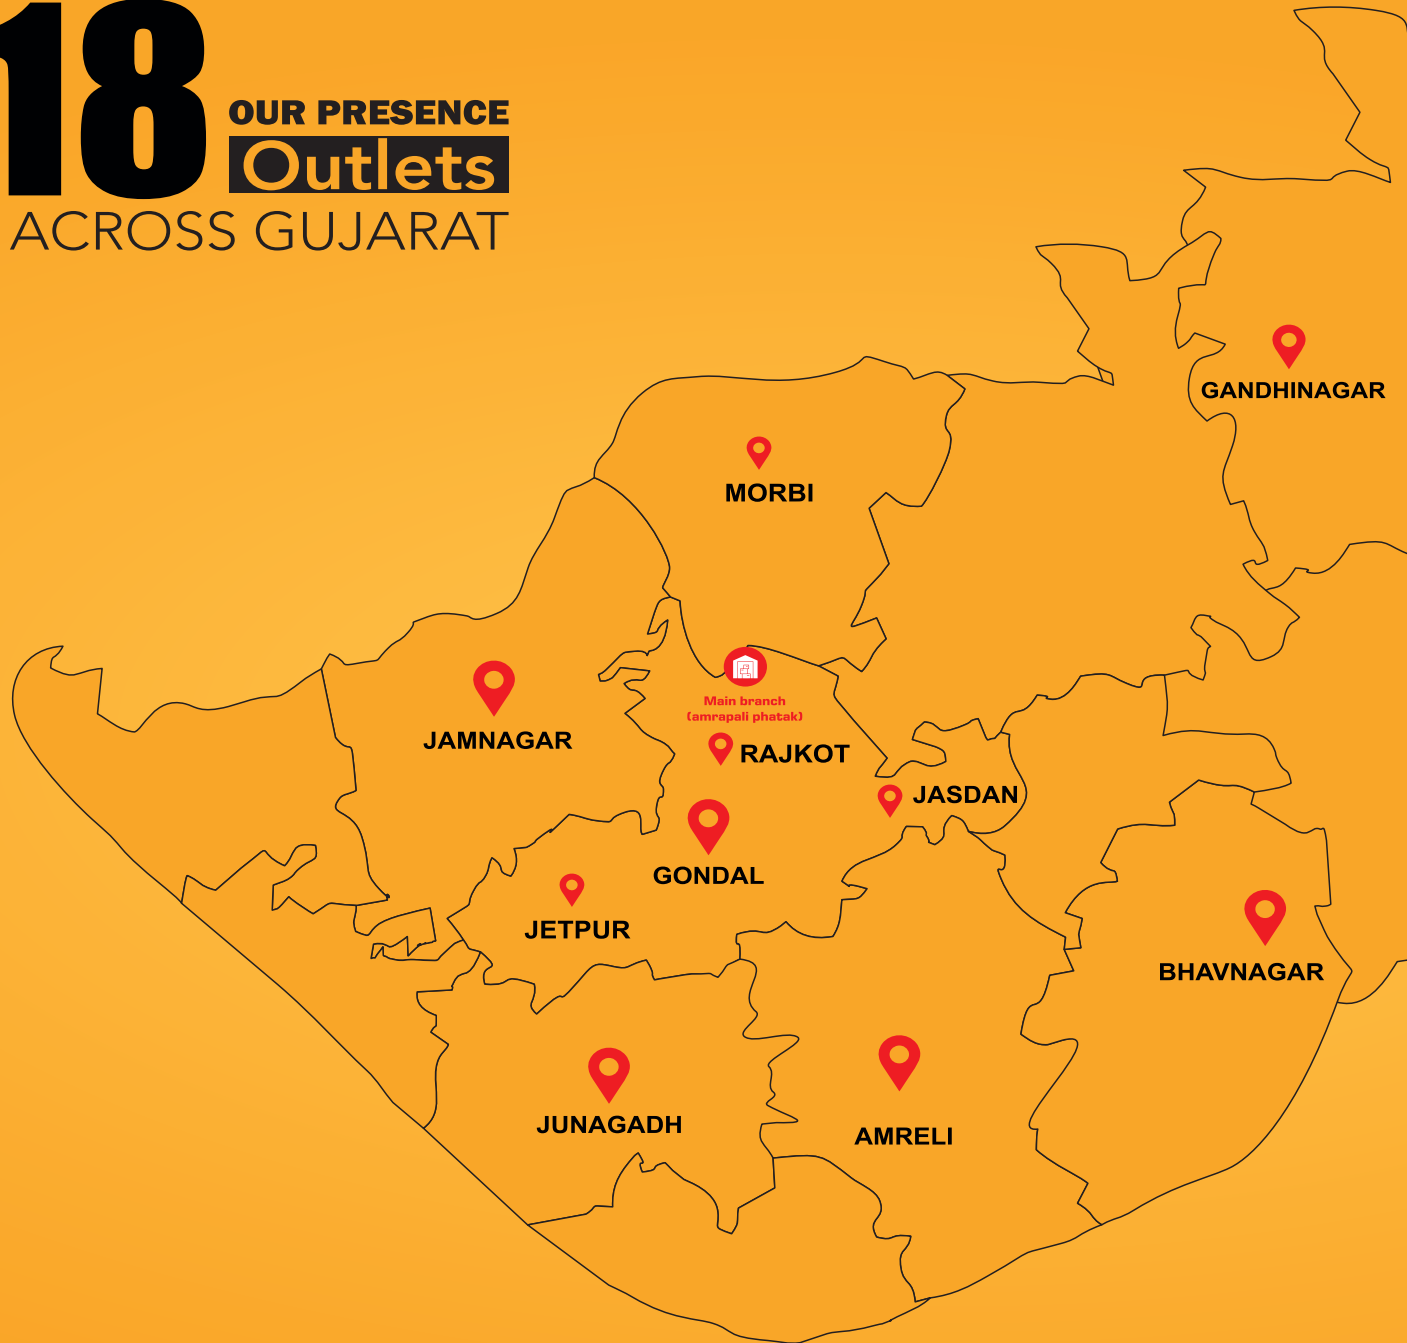 18
OUR PRESENCE
Outlets
ACROSS GUJARAT
GANDHINAGAR
MORBI
Main branch
(amrapali phatak)
JAMNAGAR
RAJKOT
JASDAN
GONDAL
JETPUR
BHAVNAGAR
JUNAGADH
AMRELI